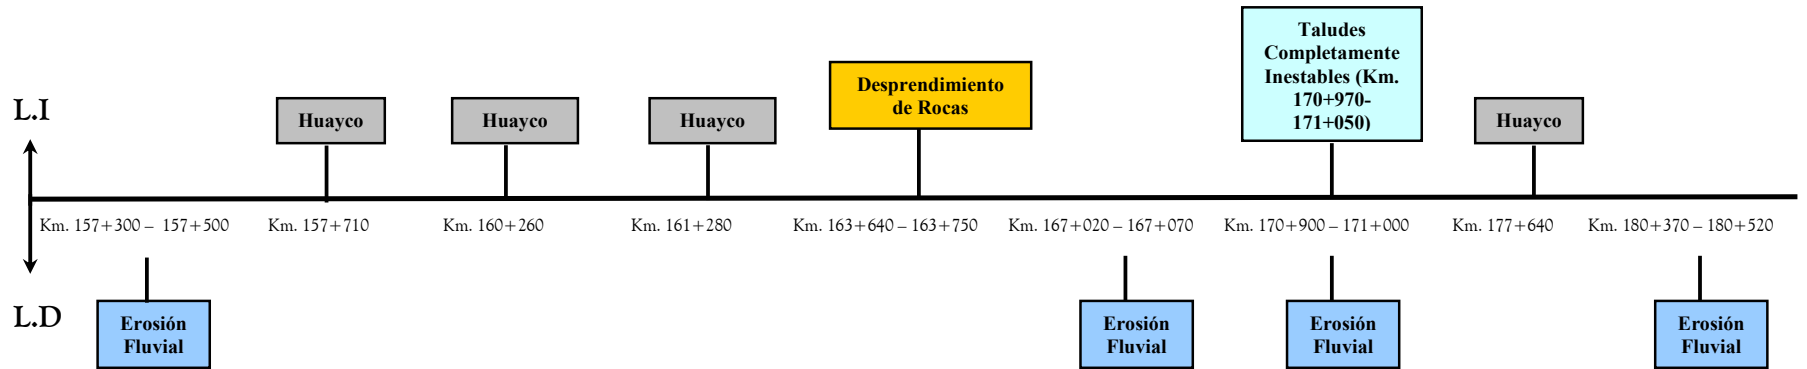 Taludes
Completamente
Inestables (Km.
170+970-
171+050)
Desprendimiento
de Rocas
L.I
Huayco
Huayco
Huayco
Huayco
Km. 157+300 – 157+500
Km. 157+710
Km. 160+260
Km. 161+280
Km. 163+640 – 163+750
Km. 167+020 – 167+070
Km. 170+900 – 171+000
Km. 177+640
Km. 180+370 – 180+520
L.D
Erosión
Fluvial
Erosión
Fluvial
Erosión
Fluvial
Erosión
Fluvial